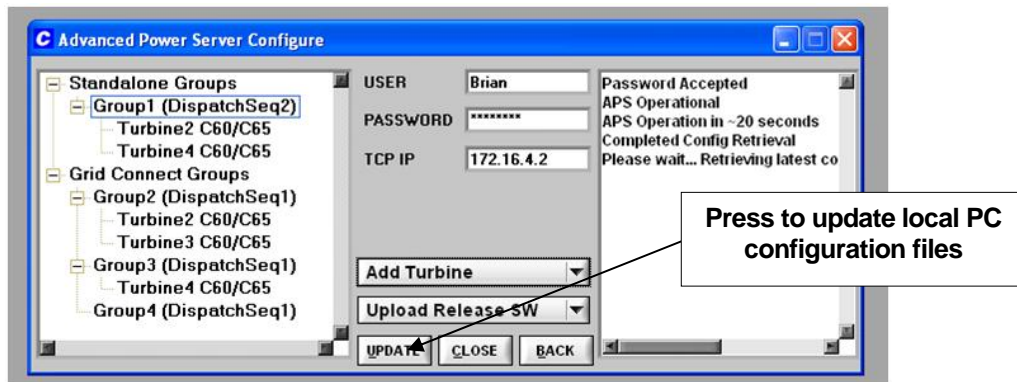 C Advanced Power Server Configure
Standalone Groups
Group1 (DispatchSeq2)
Turbine2 C60/C65
Turbine4 C60/C65
Grid Connect Groups
Group2 (DispatchSeq1)
Turbine2 C60/C65
Turbine3 C60/C65
Group3 (DispatchSeq1)
Turbine4 C60/C65
Group4 (DispatchSeq1)
USER Brian
PASSWORD ********
TCP IP 172.16.4.2
Add Turbine
Upload Release SW
UPDATE CLOSE BACK
Password Accepted
APS Operational
APS Operation in ~20 seconds
Completed Config Retrieval
Please wait... Retrieving latest co
Press to update local PC
configuration files